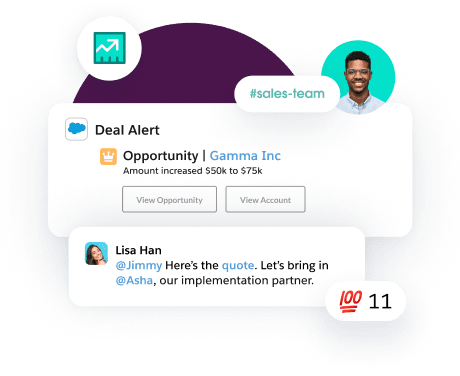 #sales-team
Deal Alert
Opportunity | Gamma Inc
Amount increased $50k to $75k
View Opportunity
View Account
Lisa Han
@Jimmy Here’s the quote. Let’s bring in
@Asha, our implementation partner.
💯 11